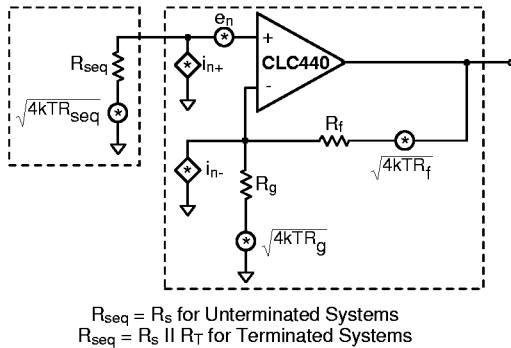 eₙ
+
Rseq
iₙ₊
CLC440
√4kTRseq
-
Rf
iₙ₋
Rg
√4kTRf
√4kTRg
Rseq = Rs for Unterminated Systems
Rseq = Rs II RT for Terminated Systems